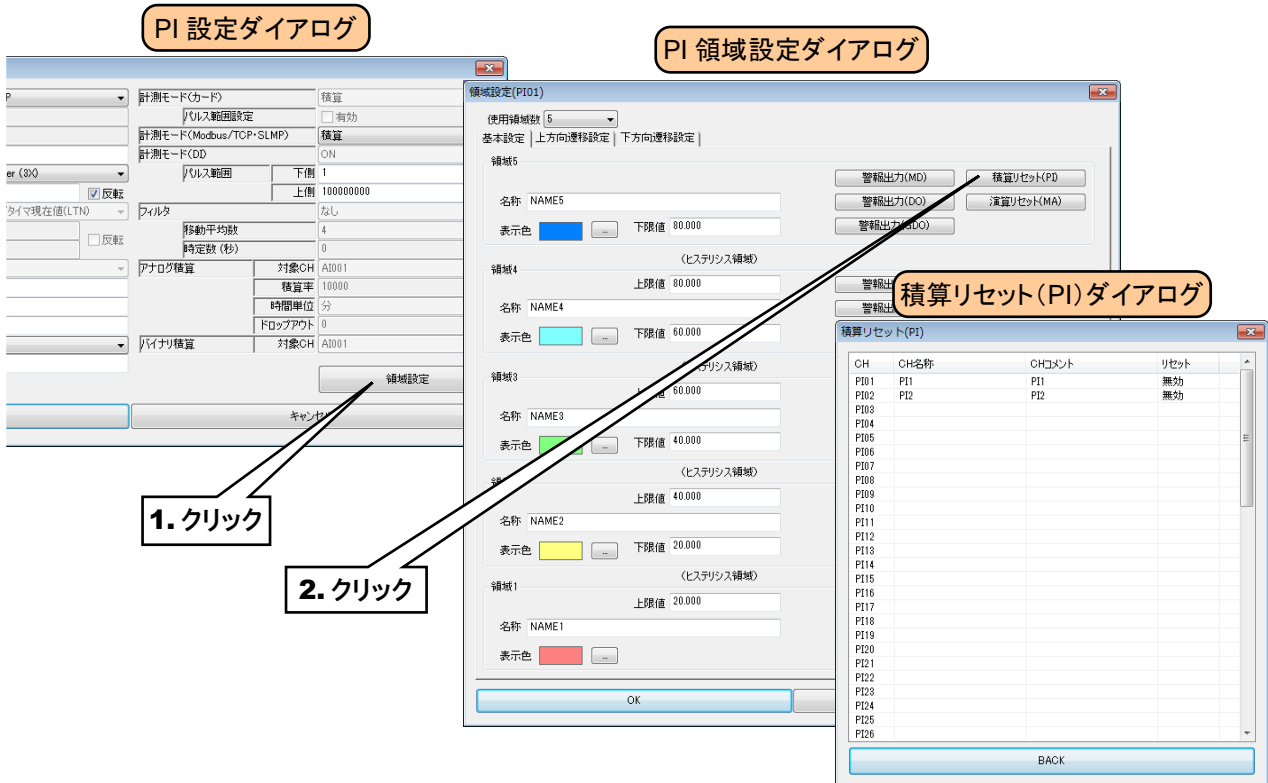 PI 設定ダイアログ
計測モード(カード) 積算
パルス範囲設定 有効
計測モード(Modbus/TCP・SLMP) 積算
計測モード(DI) ON
er (3X) パルス範囲 下側 1
反転 上側 100000000
タイマ現在値(LTN) フィルタ なし
移動平均数 4
反転
時定数 (秒) 0
アナログ積算 対象CH AI001
積算率 10000
時間単位 分
ドロップアウト 0
バイナリ積算 対象CH AI001
領域設定
1. クリック
2. クリック
PI 領域設定ダイアログ
領域設定(PI01)
使用領域数 5
基本設定 上方向遷移設定 下方向遷移設定
領域5
警報出力(MD) 積算リセット(PI)
名称 NAME5 警報出力(DO) 演算リセット(MA)
表示色 ... 下限値 80.000
(ヒステリシス領域)
領域4
上限値 80.000
名称 NAME4
表示色 ... 下限値 60.000
領域3
60.000
名称 NAME3
表示色 ... 下限値 40.000
(ヒステリシス領域)
上限値 40.000
名称 NAME2
表示色 ... 下限値 20.000
(ヒステリシス領域)
領域1
上限値 20.000
名称 NAME1
表示色 ...
OK
積算リセット(PI)ダイアログ
積算リセット(PI)
CH CH名称 CHコメント リセット
PI01 PI1 PI1 無効
PI02 PI2 PI2 無効
PI03
PI04
PI05
PI06
PI07
PI08
PI09
PI10
PI11
PI12
PI13
PI14
PI15
PI16
PI17
PI18
PI19
PI20
PI21
PI22
PI23
PI24
PI25
PI26
BACK